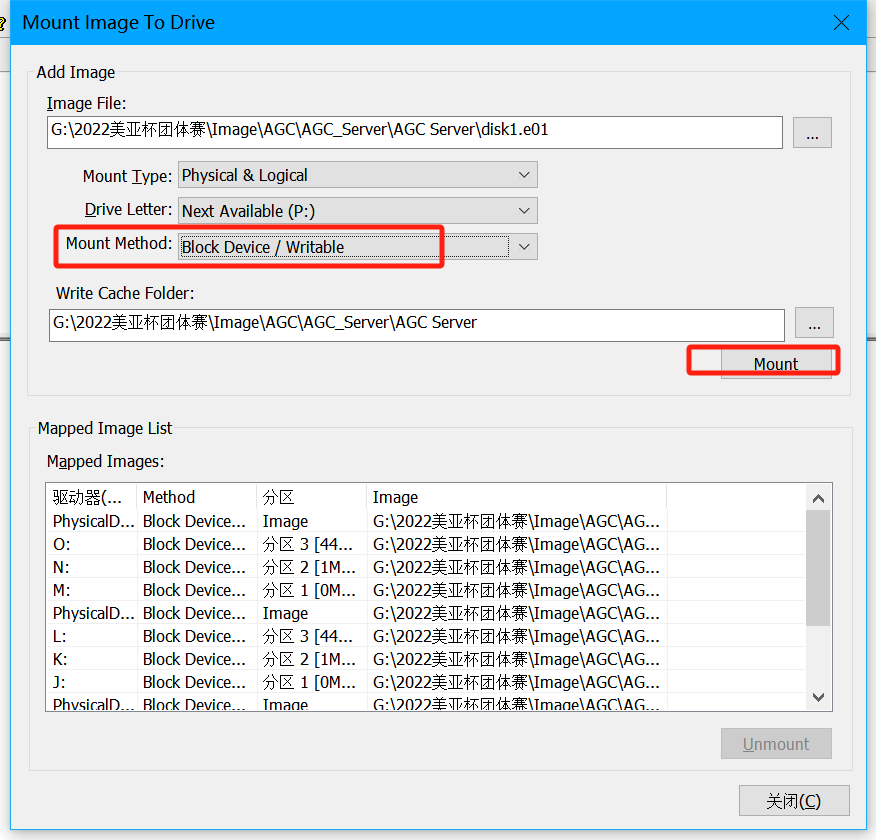 ?
Mount Image To Drive
Add Image
Image File:
G:\2022美亚杯团体赛\Image\AGC\AGC_Server\AGC Server\disk1.e01
...
Mount Type: Physical & Logical
Drive Letter: Next Available (P:)
Mount Method: Block Device / Writable
Write Cache Folder:
G:\2022美亚杯团体赛\Image\AGC\AGC_Server\AGC Server
...
Mount
Mapped Image List
Mapped Images:
驱动器(... Method 分区 Image
PhysicalD... Block Device... Image G:\2022美亚杯团体赛\Image\AGC\AG...
O: Block Device... 分区 3 [44... G:\2022美亚杯团体赛\Image\AGC\AG...
N: Block Device... 分区 2 [1M... G:\2022美亚杯团体赛\Image\AGC\AG...
M: Block Device... 分区 1 [0M... G:\2022美亚杯团体赛\Image\AGC\AG...
PhysicalD... Block Device... Image G:\2022美亚杯团体赛\Image\AGC\AG...
L: Block Device... 分区 3 [44... G:\2022美亚杯团体赛\Image\AGC\AG...
K: Block Device... 分区 2 [1M... G:\2022美亚杯团体赛\Image\AGC\AG...
J: Block Device... 分区 1 [0M... G:\2022美亚杯团体赛\Image\AGC\AG...
PhysicalD... Block Device... Image G:\2022美亚杯团体赛\Image\AGC\AG...
Unmount
关闭(C)